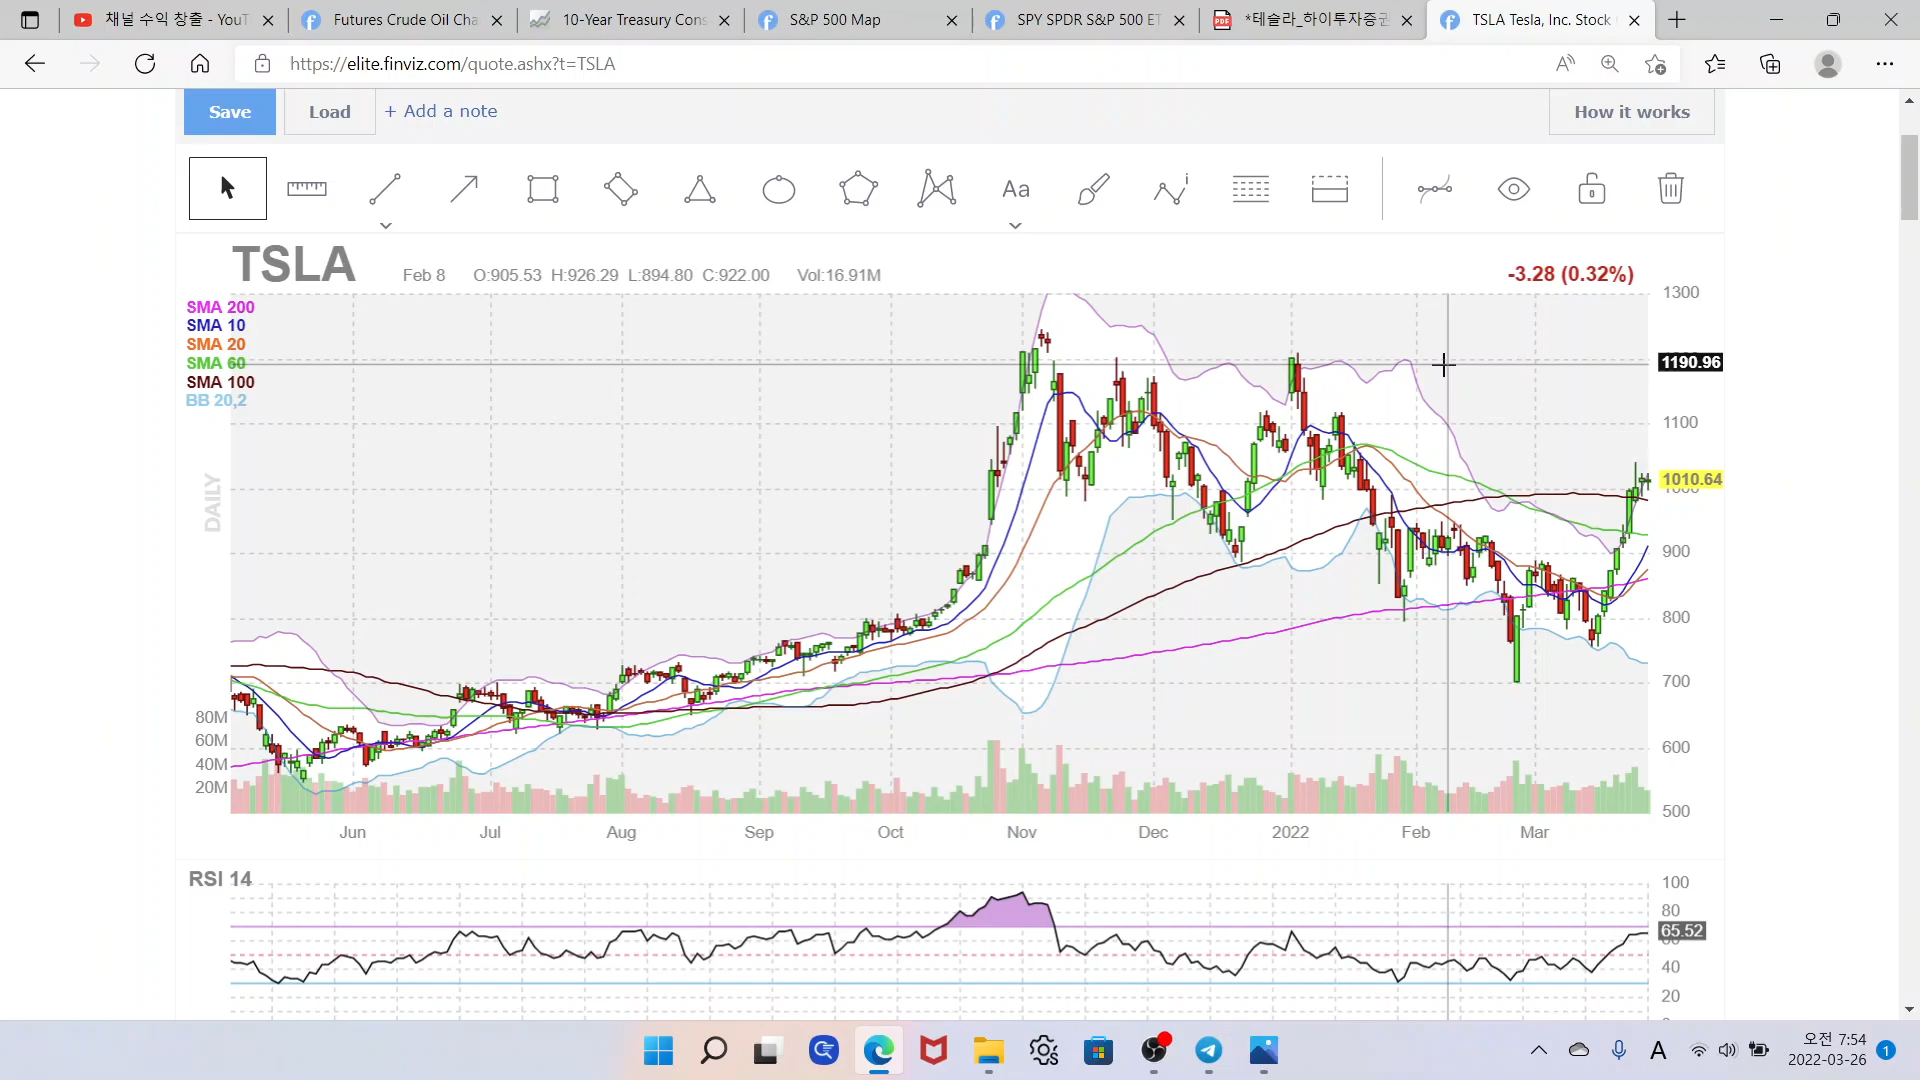 채널 수익 창출 - YouT
Futures Crude Oil Cha
10-Year Treasury Cons
S&P 500 Map
SPY SPDR S&P 500 ET
*테슬라_하이투자증권
TSLA Tesla, Inc. Stock
https://elite.finviz.com/quote.ashx?t=TSLA
Save
Load
+ Add a note
How it works
Aa
TSLA
Feb 8 O:905.53 H:926.29 L:894.80 C:922.00 Vol:16.91M
-3.28 (0.32%)
SMA 200
SMA 10
SMA 20
SMA 60
SMA 100
BB 20,2
DAILY
1300
1190.96
1100
1010.64
1000
900
800
700
600
500
80M
60M
40M
20M
Jun Jul Aug Sep Oct Nov Dec 2022 Feb Mar
RSI 14
100
80
65.52
60
40
20
A
오전 7:54
2022-03-26
1